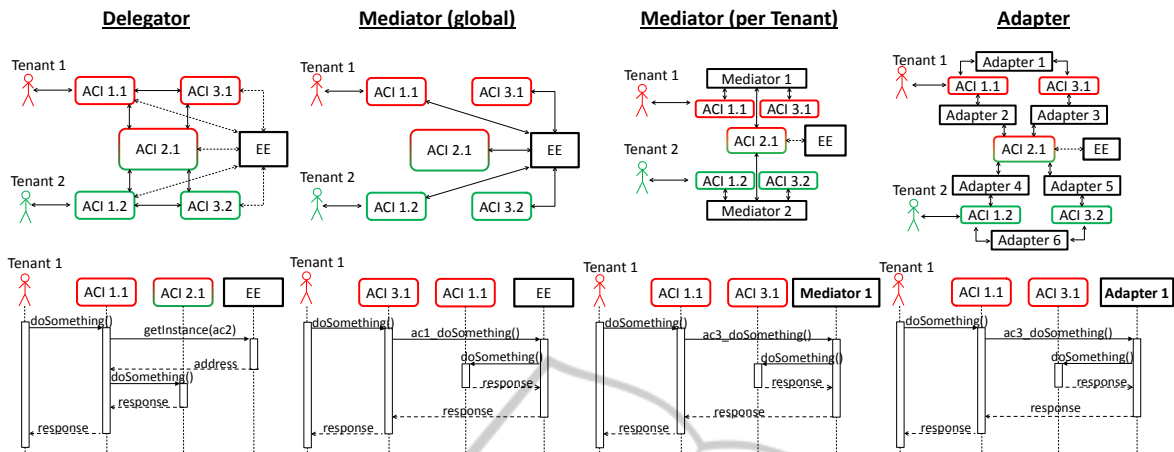 Delegator
Mediator (global)
Mediator (per Tenant)
Adapter
Tenant 1
ACI 1.1
ACI 3.1
ACI 2.1
EE
Tenant 2
ACI 1.2
ACI 3.2
Tenant 1
ACI 1.1
ACI 3.1
ACI 2.1
EE
Tenant 2
ACI 1.2
ACI 3.2
Tenant 1
Mediator 1
ACI 1.1
ACI 3.1
ACI 2.1
EE
Tenant 2
ACI 1.2
ACI 3.2
Mediator 2
Tenant 1
Adapter 1
ACI 1.1
ACI 3.1
Adapter 2
Adapter 3
ACI 2.1
EE
Adapter 4
Adapter 5
Tenant 2
ACI 1.2
ACI 3.2
Adapter 6
Tenant 1
ACI 1.1
ACI 2.1
EE
doSomething()
getInstance(ac2)
address
doSomething()
response
response
Tenant 1
ACI 3.1
ACI 1.1
EE
doSomething()
ac1_doSomething()
doSomething()
response
response
response
Tenant 1
ACI 1.1
ACI 3.1
Mediator 1
doSomething()
ac3_doSomething()
doSomething()
response
response
response
Tenant 1
ACI 1.1
ACI 3.1
Adapter 1
doSomething()
ac3_doSomething()
doSomething()
response
response
response